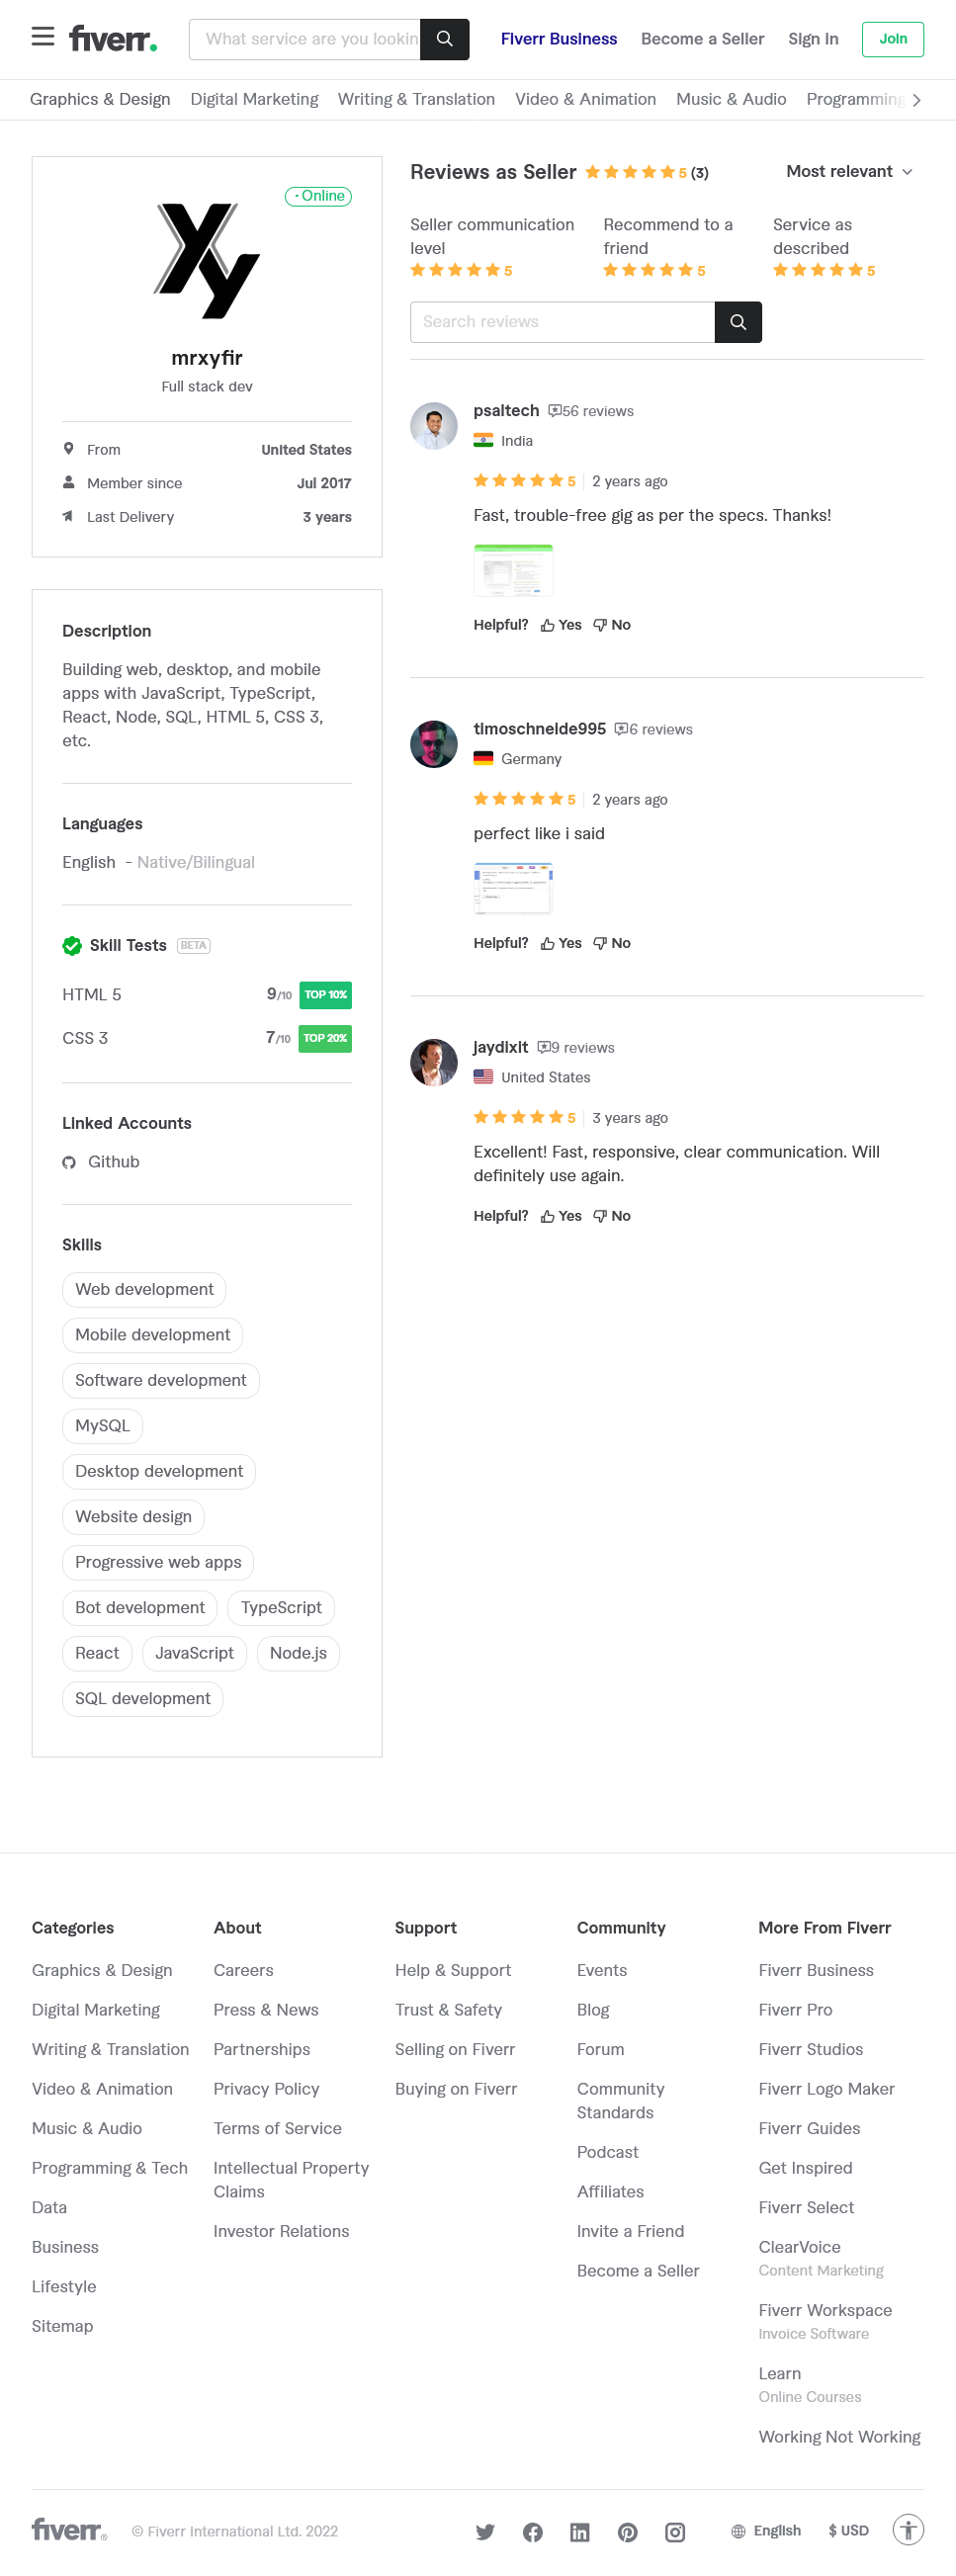 fiverr.
What service are you lookin
Fiverr Business
Become a Seller
Sign In
Join
Graphics & Design
Digital Marketing
Writing & Translation
Video & Animation
Music & Audio
Programming
· Online
Xy
mrxyfir
Full stack dev
From United States
Member since Jul 2017
Last Delivery 3 years
Description
Building web, desktop, and mobile
apps with JavaScript, TypeScript,
React, Node, SQL, HTML 5, CSS 3,
etc.
Languages
English - Native/Bilingual
Skill Tests BETA
HTML 5 9/10 TOP 10%
CSS 3 7/10 TOP 20%
Linked Accounts
Github
Skills
Web development
Mobile development
Software development
MySQL
Desktop development
Website design
Progressive web apps
Bot development TypeScript
React JavaScript Node.js
SQL development
Reviews as Seller 5 (3)
Most relevant
Seller communication
level
5
Recommend to a
friend
5
Service as
described
5
Search reviews
psaitech 56 reviews
India
5 2 years ago
Fast, trouble-free gig as per the specs. Thanks!
Helpful? Yes No
timoschneide995 6 reviews
Germany
5 2 years ago
perfect like i said
Helpful? Yes No
jaydixit 9 reviews
United States
5 3 years ago
Excellent! Fast, responsive, clear communication. Will
definitely use again.
Helpful? Yes No
Categories
Graphics & Design
Digital Marketing
Writing & Translation
Video & Animation
Music & Audio
Programming & Tech
Data
Business
Lifestyle
Sitemap
About
Careers
Press & News
Partnerships
Privacy Policy
Terms of Service
Intellectual Property
Claims
Investor Relations
Support
Help & Support
Trust & Safety
Selling on Fiverr
Buying on Fiverr
Community
Events
Blog
Forum
Community
Standards
Podcast
Affiliates
Invite a Friend
Become a Seller
More From Fiverr
Fiverr Business
Fiverr Pro
Fiverr Studios
Fiverr Logo Maker
Fiverr Guides
Get Inspired
Fiverr Select
ClearVoice
Content Marketing
Fiverr Workspace
Invoice Software
Learn
Online Courses
Working Not Working
fiverr®
© Fiverr International Ltd. 2022
English
$ USD